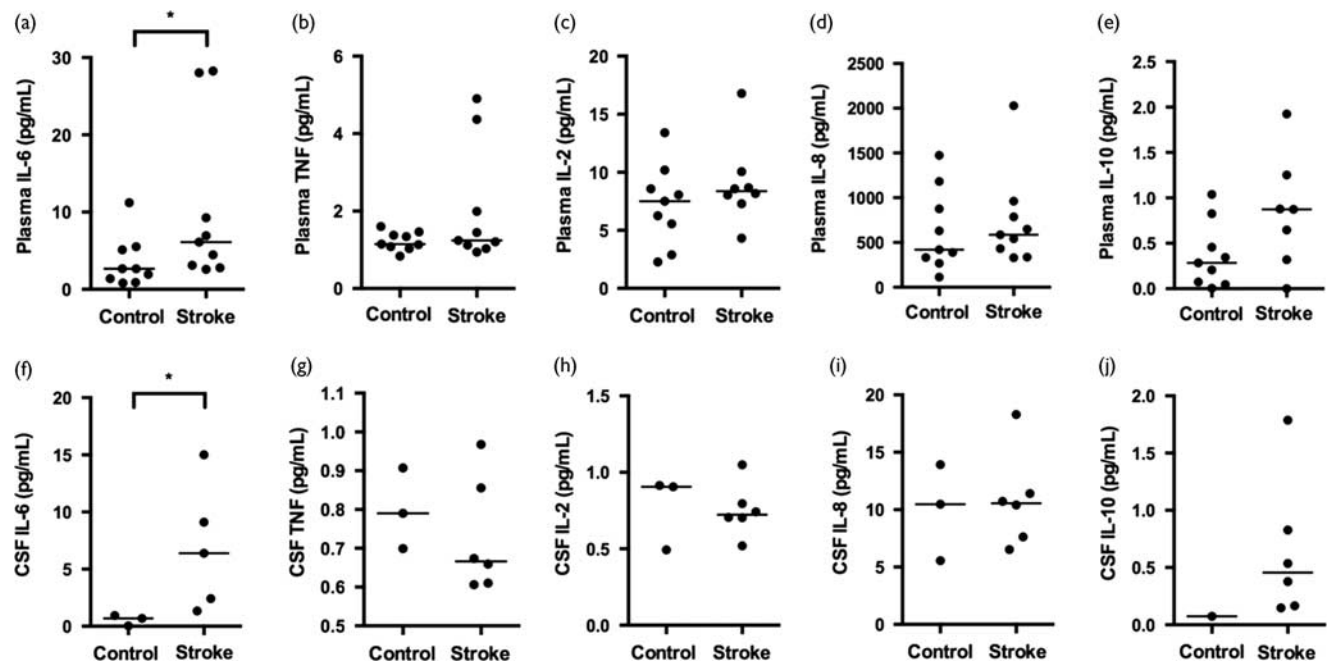 (a)
*
Plasma IL-6 (pg/mL)
30
20
10
0
Control Stroke
(b)
Plasma TNF (pg/mL)
6
4
2
0
Control Stroke
(c)
Plasma IL-2 (pg/mL)
20
15
10
5
0
Control Stroke
(d)
Plasma IL-8 (pg/mL)
2500
2000
1500
1000
500
0
Control Stroke
(e)
Plasma IL-10 (pg/mL)
2.5
2.0
1.5
1.0
0.5
0.0
Control Stroke
(f)
*
CSF IL-6 (pg/mL)
20
15
10
5
0
Control Stroke
(g)
CSF TNF (pg/mL)
1.1
1.0
0.9
0.8
0.7
0.6
0.5
Control Stroke
(h)
CSF IL-2 (pg/mL)
1.5
1.0
0.5
0.0
Control Stroke
(i)
CSF IL-8 (pg/mL)
20
15
10
5
0
Control Stroke
(j)
CSF IL-10 (pg/mL)
2.0
1.5
1.0
0.5
0.0
Control Stroke